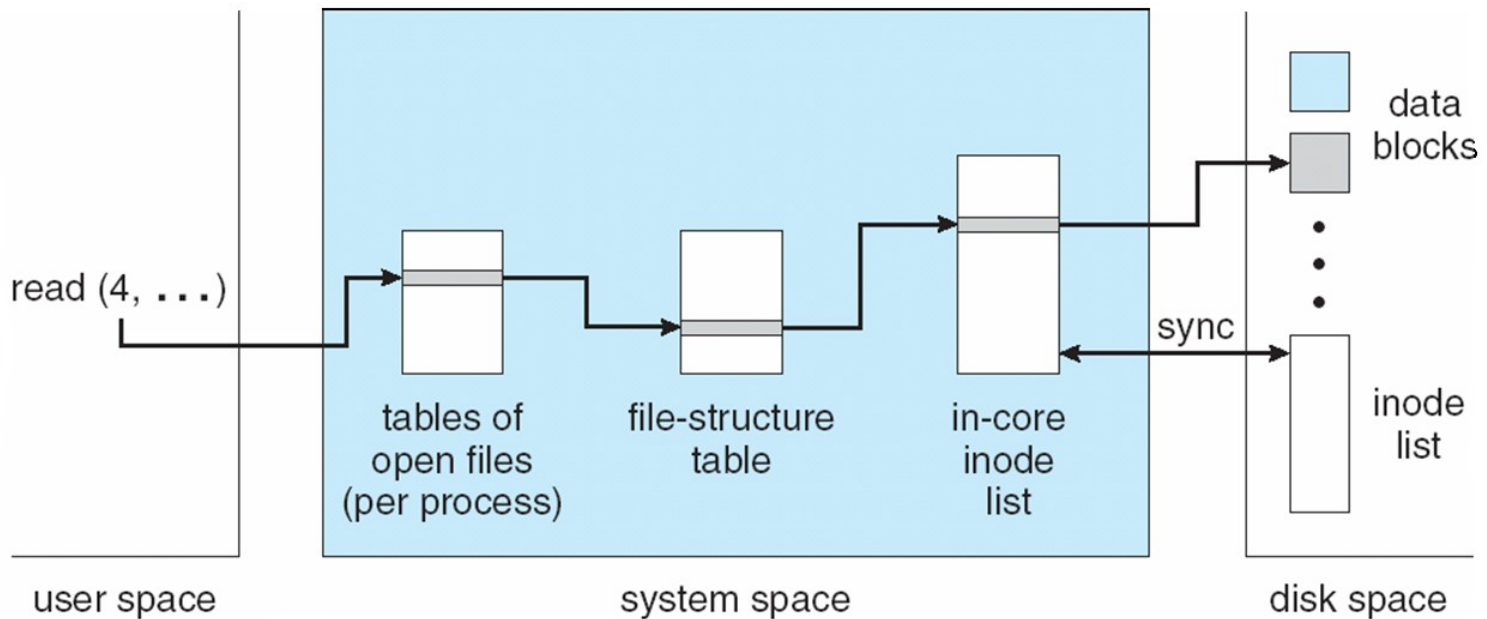 data
blocks
read (4, ...)
sync
tables of
open files
(per process)
file-structure
table
in-core
inode
list
inode
list
user space
system space
disk space